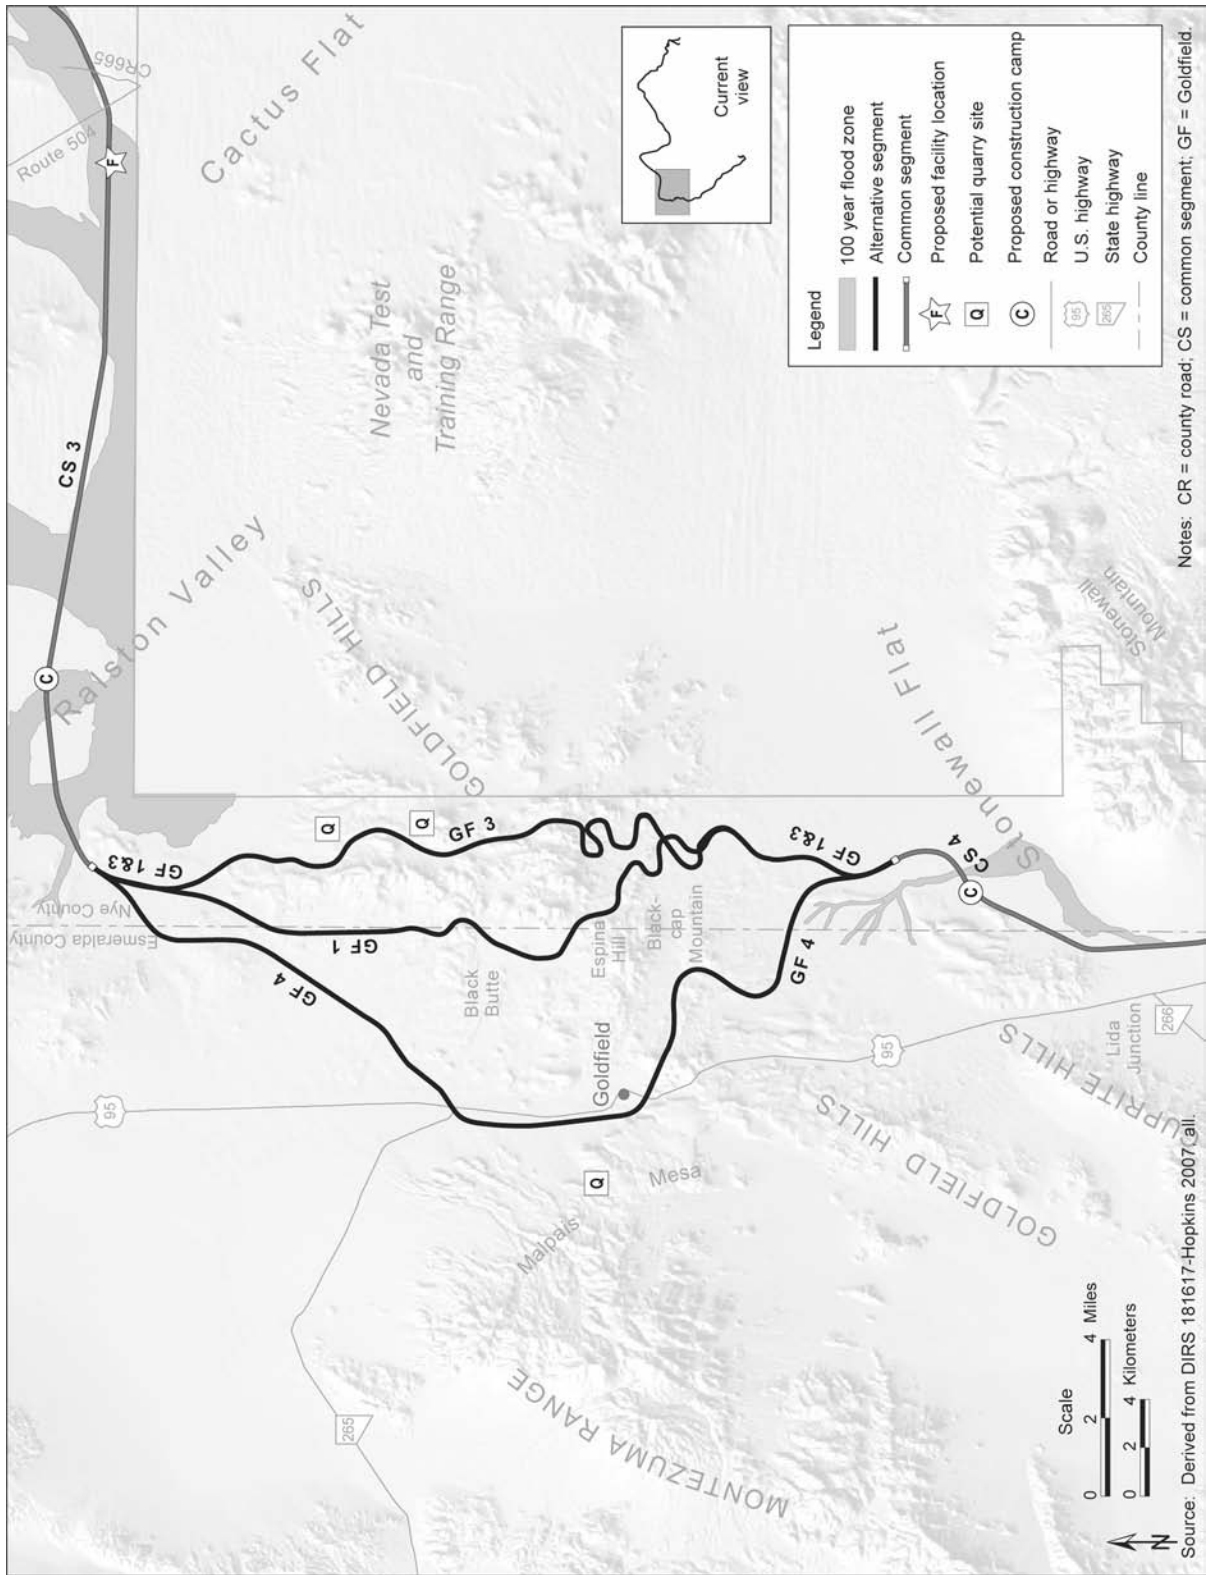 Route 504
CR665
Esmeralda County
Nye County
CS 3
C
F
Ralston Valley
Cactus Flat
GF 1&3
95
GF 4
GF 1
Q
Q
GF 3
GOLDFIELD HILLS
Nevada Test
and
Training Range
265
Black
Butte
Malpais
Q
Mesa
Goldfield
Espina
Hill
Black-
cap
Mountain
MONTEZUMA RANGE
GF 4
GF 1&3
GOLDFIELD HILLS
95
Stonewall Flat
CS 4
C
CUPRITE HILLS
Lida
Junction
266
Stonewall
Mountain
Current
view
Legend
100 year flood zone
Alternative segment
Common segment
F
Proposed facility location
Q
Potential quarry site
C
Proposed construction camp
Road or highway
95
U.S. highway
265
State highway
County line
Scale
0 2 4 Miles
0 2 4 Kilometers
N
Source: Derived from DIRS 181617-Hopkins 2007, all.
Notes: CR = county road; CS = common segment; GF = Goldfield.